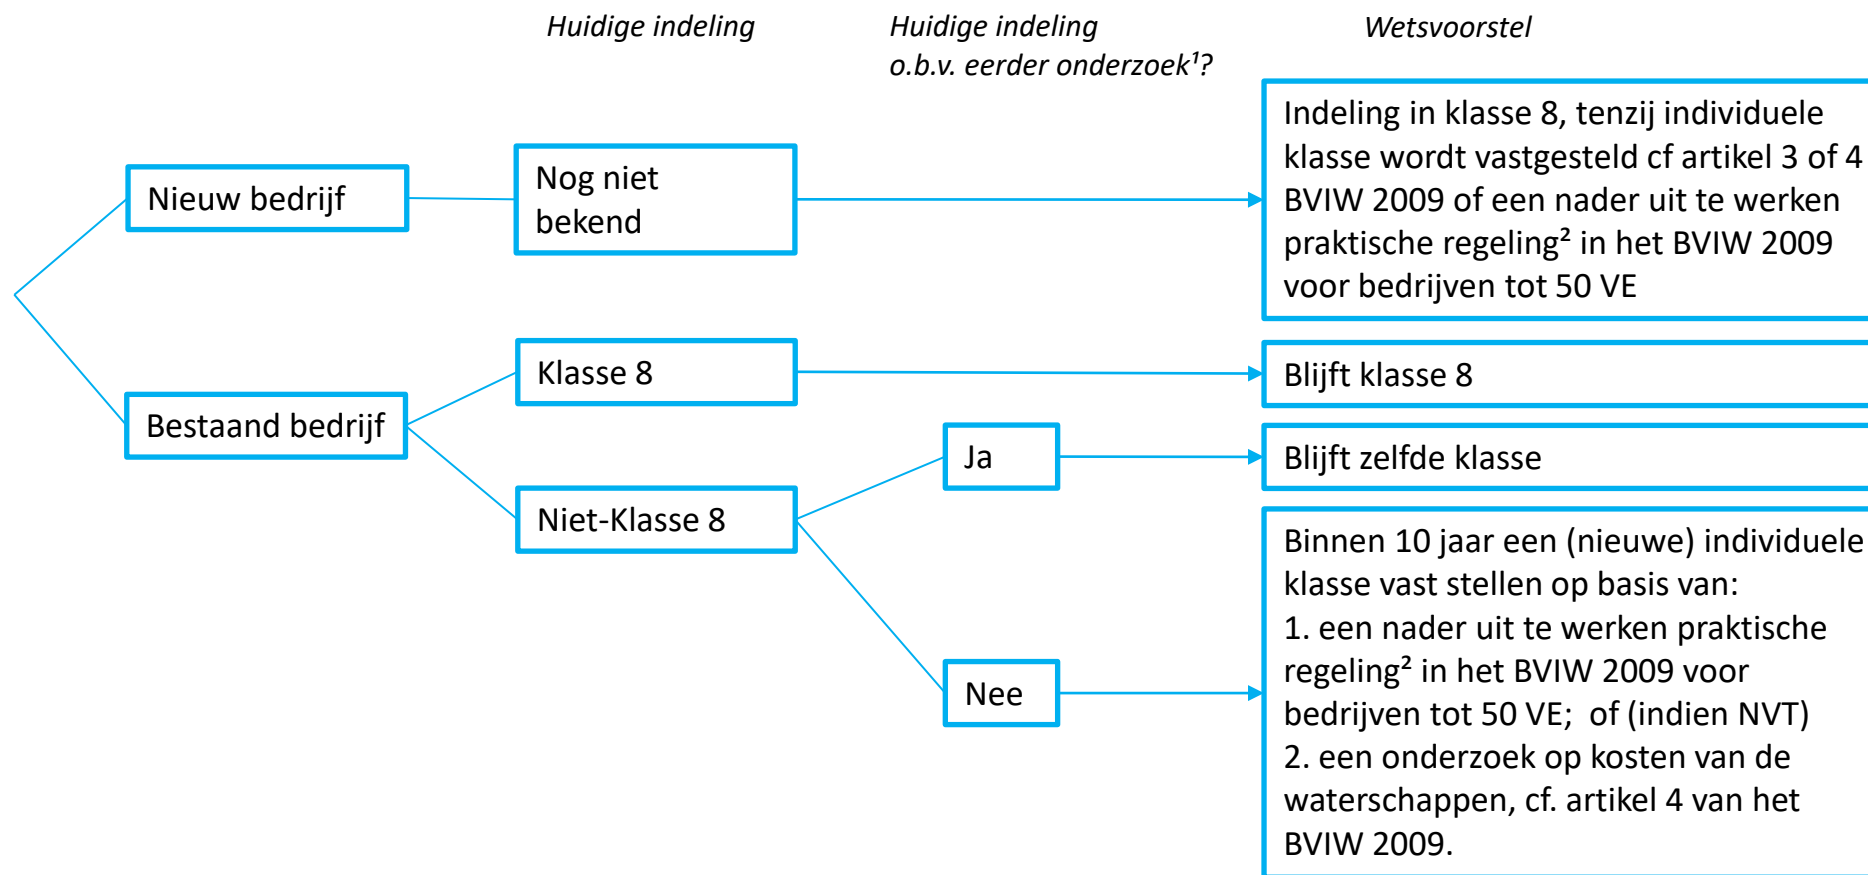 Huidige indeling
Huidige indeling
o.b.v. eerder onderzoek¹?
Wetsvoorstel
Nieuw bedrijf
Nog niet
bekend
Indeling in klasse 8, tenzij individuele
klasse wordt vastgesteld cf artikel 3 of 4
BVIW 2009 of een nader uit te werken
praktische regeling² in het BVIW 2009
voor bedrijven tot 50 VE
Bestaand bedrijf
Klasse 8
Blijft klasse 8
Niet-Klasse 8
Ja
Blijft zelfde klasse
Nee
Binnen 10 jaar een (nieuwe) individuele
klasse vast stellen op basis van:
1. een nader uit te werken praktische
regeling² in het BVIW 2009 voor
bedrijven tot 50 VE; of (indien NVT)
2. een onderzoek op kosten van de
waterschappen, cf. artikel 4 van het
BVIW 2009.